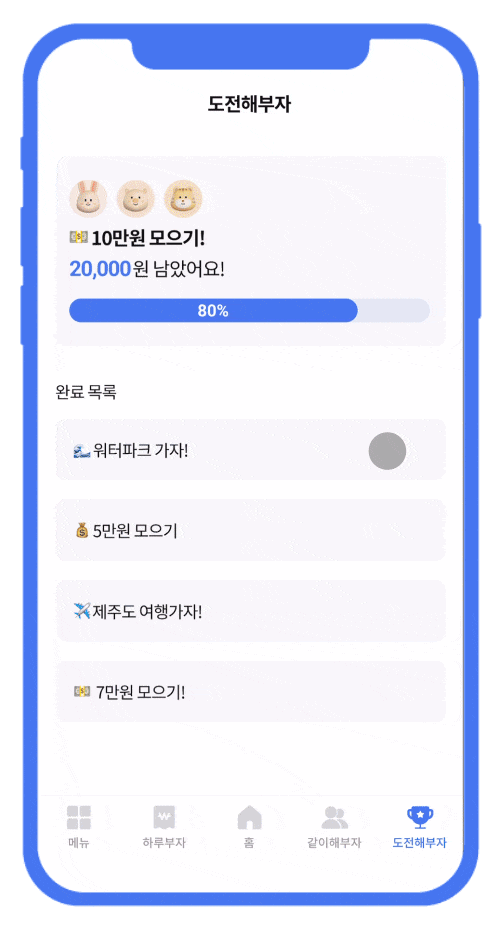 도전해부자
💵 10만원 모으기!
20,000원 남았어요!
80%
완료 목록
🌊워터파크 가자!
💰 5만원 모으기
✈️제주도 여행가자!
💵 7만원 모으기!
₩
메뉴 하루부자 홈 같이해부자 도전해부자